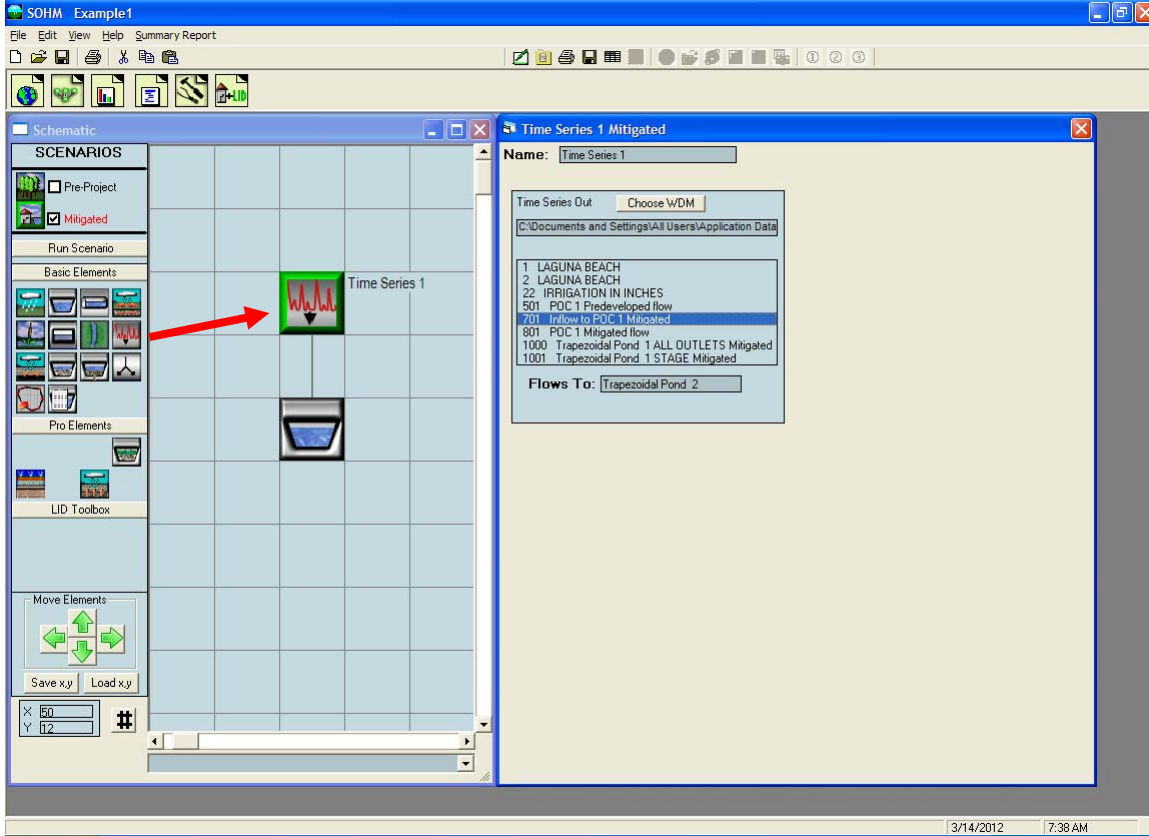 SOHM Example1
File Edit View Help Summary Report
+LID
Schematic
SCENARIOS
Pre-Project
Mitigated
Run Scenario
Basic Elements
Pro Elements
LID Toolbox
Move Elements
Save x,y Load x,y
X 50
Y 12
#
Time Series 1
Time Series 1 Mitigated
Name: Time Series 1
Time Series Out Choose WDM
C:\Documents and Settings\All Users\Application Data
1 LAGUNA BEACH
2 LAGUNA BEACH
22 IRRIGATION IN INCHES
501 POC 1 Predeveloped flow
701 Inflow to POC 1 Mitigated
801 POC 1 Mitigated flow
1000 Trapezoidal Pond 1 ALL OUTLETS Mitigated
1001 Trapezoidal Pond 1 STAGE Mitigated
Flows To: Trapezoidal Pond 2
3/14/2012 7:38 AM